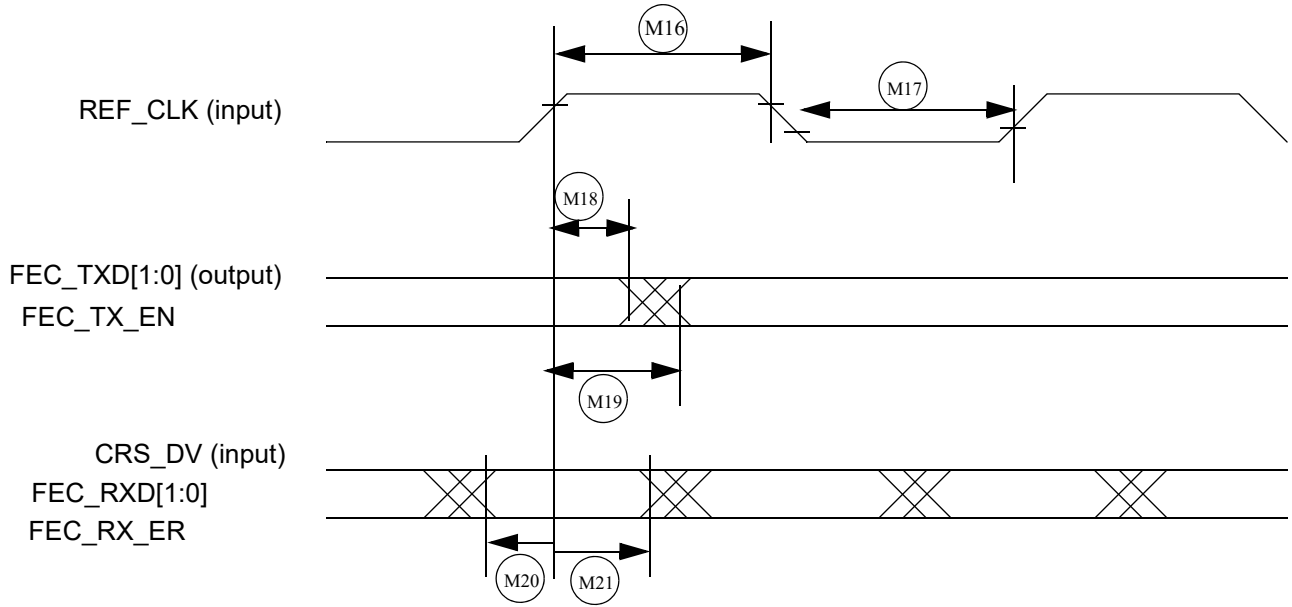 M16
M17
REF_CLK (input)
M18
FEC_TXD[1:0] (output)
FEC_TX_EN
M19
CRS_DV (input)
FEC_RXD[1:0]
FEC_RX_ER
M20
M21